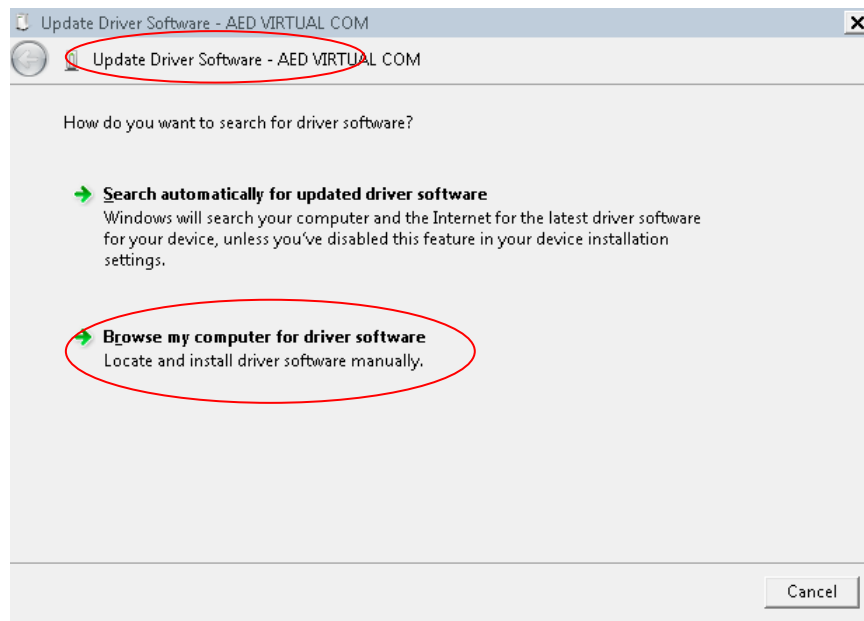 Update Driver Software - AED VIRTUAL COM
Update Driver Software - AED VIRTUAL COM
How do you want to search for driver software?
Search automatically for updated driver software
Windows will search your computer and the Internet for the latest driver software
for your device, unless you've disabled this feature in your device installation
settings.
Browse my computer for driver software
Locate and install driver software manually.
Cancel